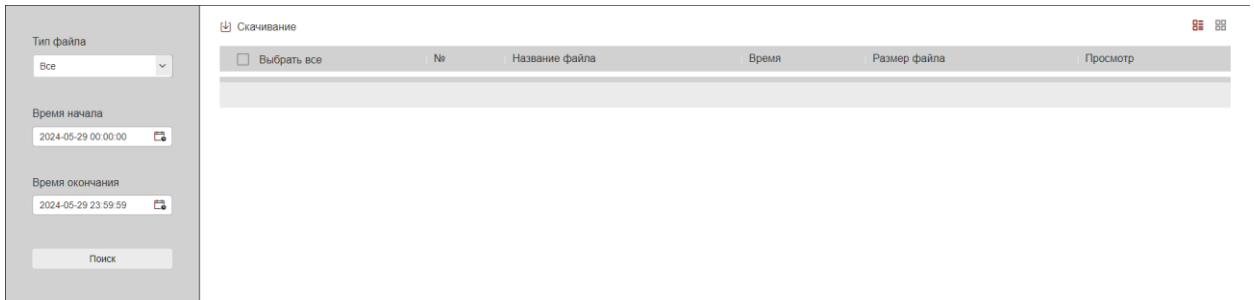 Тип файла
Все
Время начала
2024-05-29 00:00:00
Время окончания
2024-05-29 23:59:59
Поиск
Скачивание
Выбрать все № Название файла Время Размер файла Просмотр